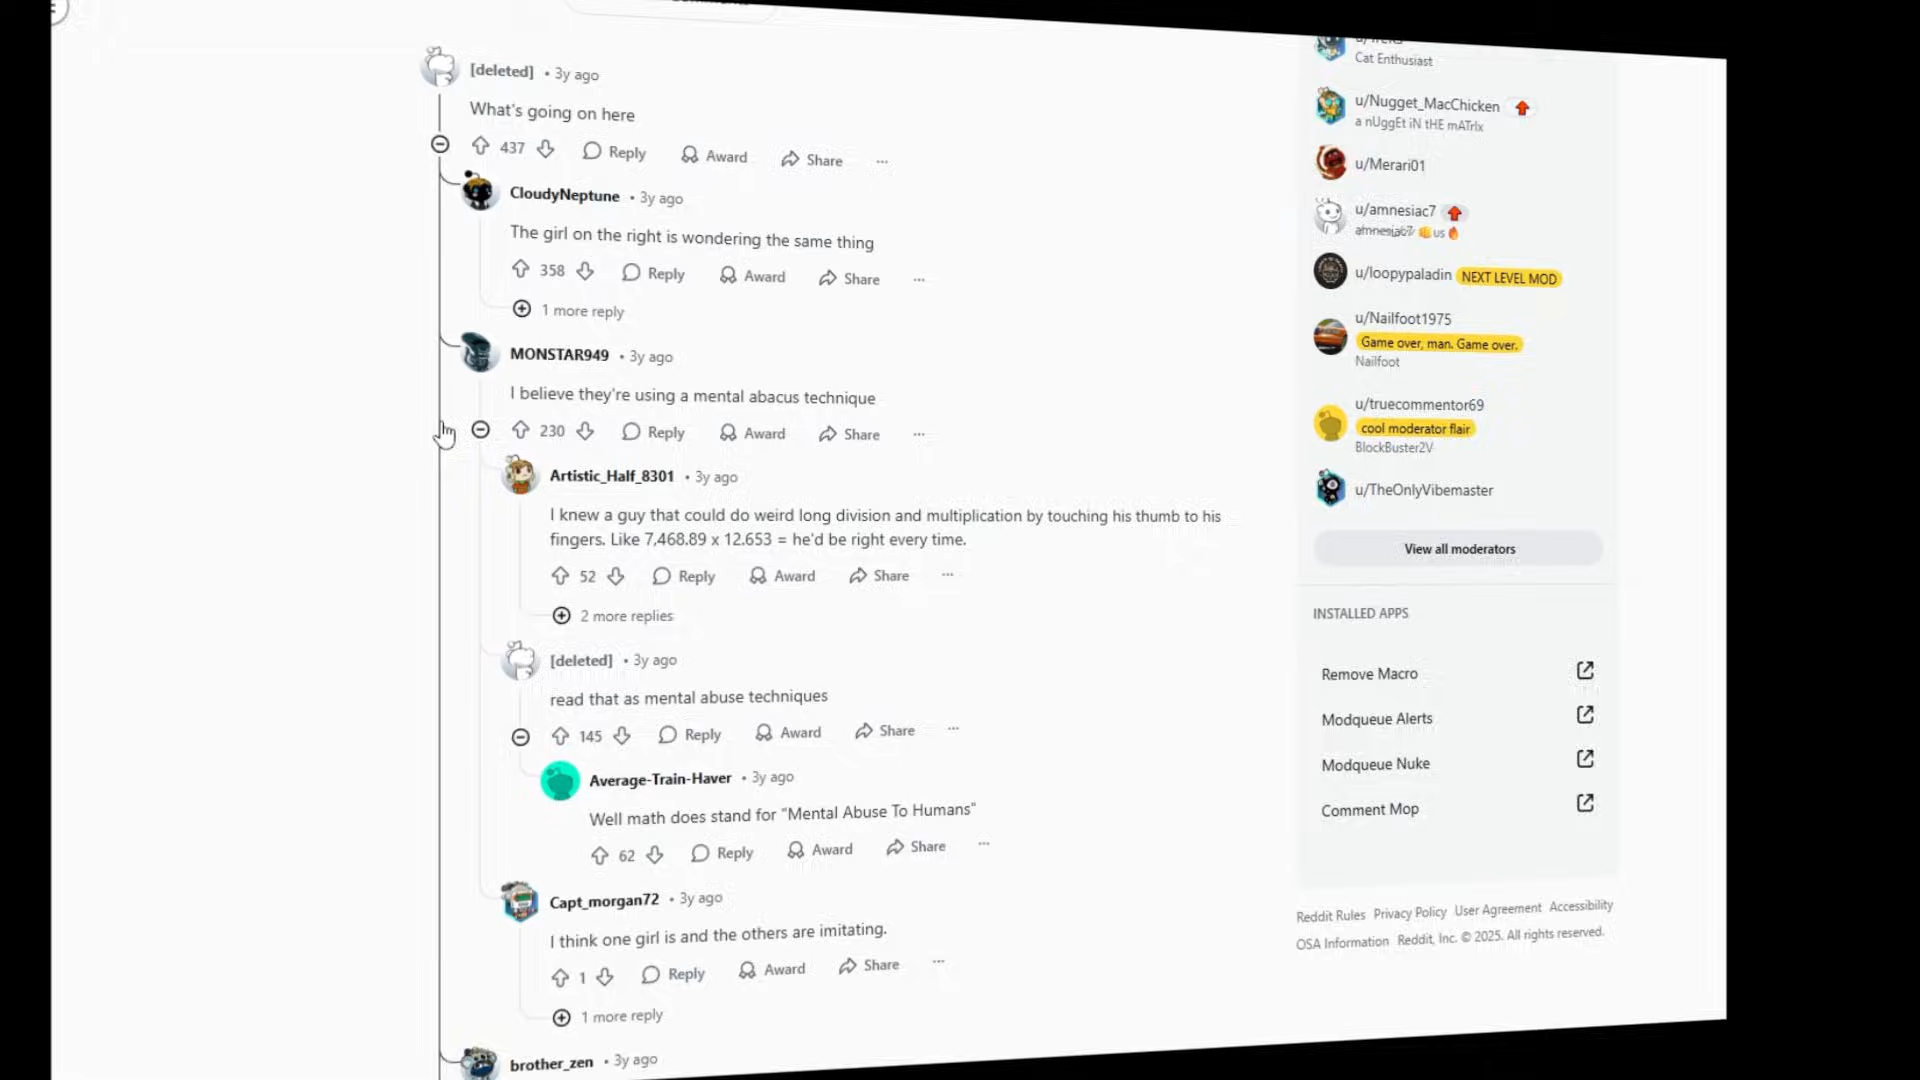 [deleted] • 3y ago
What's going on here
437 Reply Award Share ...
CloudyNeptune • 3y ago
The girl on the right is wondering the same thing
358 Reply Award Share ...
1 more reply
MONSTAR949 • 3y ago
I believe they're using a mental abacus technique
230 Reply Award Share ...
Artistic_Half_8301 • 3y ago
I knew a guy that could do weird long division and multiplication by touching his thumb to his
fingers. Like 7,468.89 x 12.653 = he'd be right every time.
52 Reply Award Share ...
2 more replies
[deleted] • 3y ago
read that as mental abuse techniques
145 Reply Award Share ...
Average-Train-Haver • 3y ago
Well math does stand for "Mental Abuse To Humans"
62 Reply Award Share ...
Capt_morgan72 • 3y ago
I think one girl is and the others are imitating.
1 Reply Award Share ...
1 more reply
brother_zen • 3y ago
Cat Enthusiast
u/Nugget_MacChicken
a nUggEt iN tHE mATrIx
u/Merari01
u/amnesiac7
us
u/loopypaladin NEXT LEVEL MOD
u/Nailfoot1975
Game over, man. Game over.
Nailfoot
u/truecommentor69
cool moderator flair
BlockBuster2V
u/TheOnlyVibemaster
View all moderators
INSTALLED APPS
Remove Macro
Modqueue Alerts
Modqueue Nuke
Comment Mop
Reddit Rules Privacy Policy User Agreement Accessibility
OSA Information Reddit, Inc. © 2025. All rights reserved.